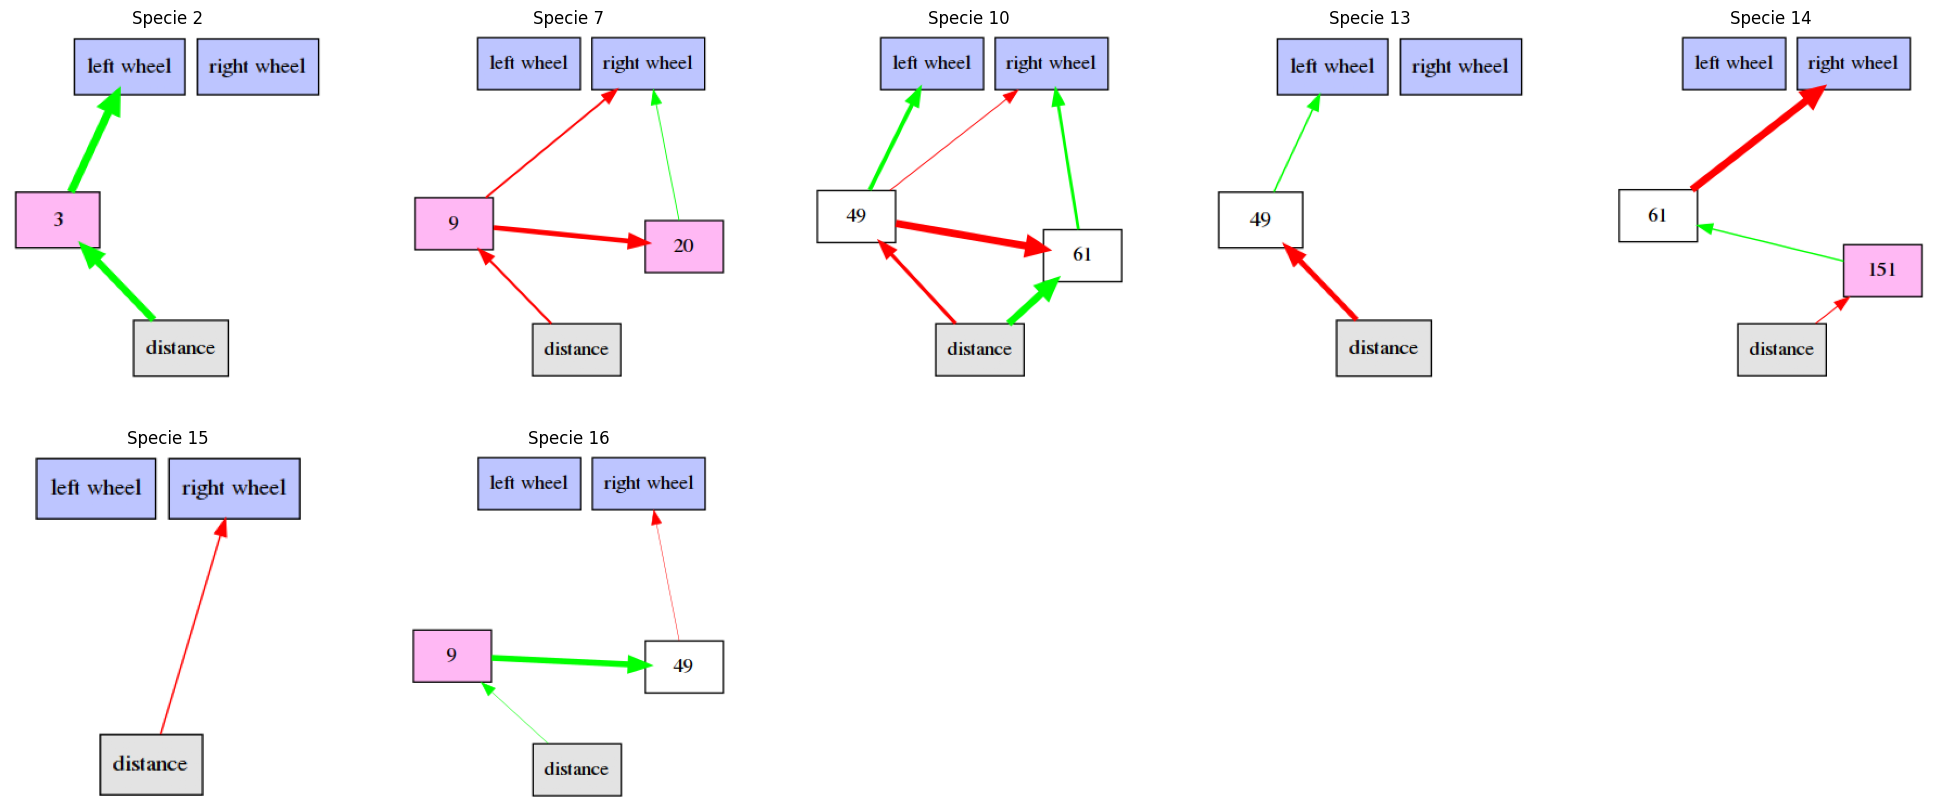 Specie 2
left wheel
right wheel
3
distance
Specie 7
left wheel
right wheel
9
20
distance
Specie 10
left wheel
right wheel
49
61
distance
Specie 13
left wheel
right wheel
49
distance
Specie 14
left wheel
right wheel
61
151
distance
Specie 15
left wheel
right wheel
distance
Specie 16
left wheel
right wheel
9
49
distance